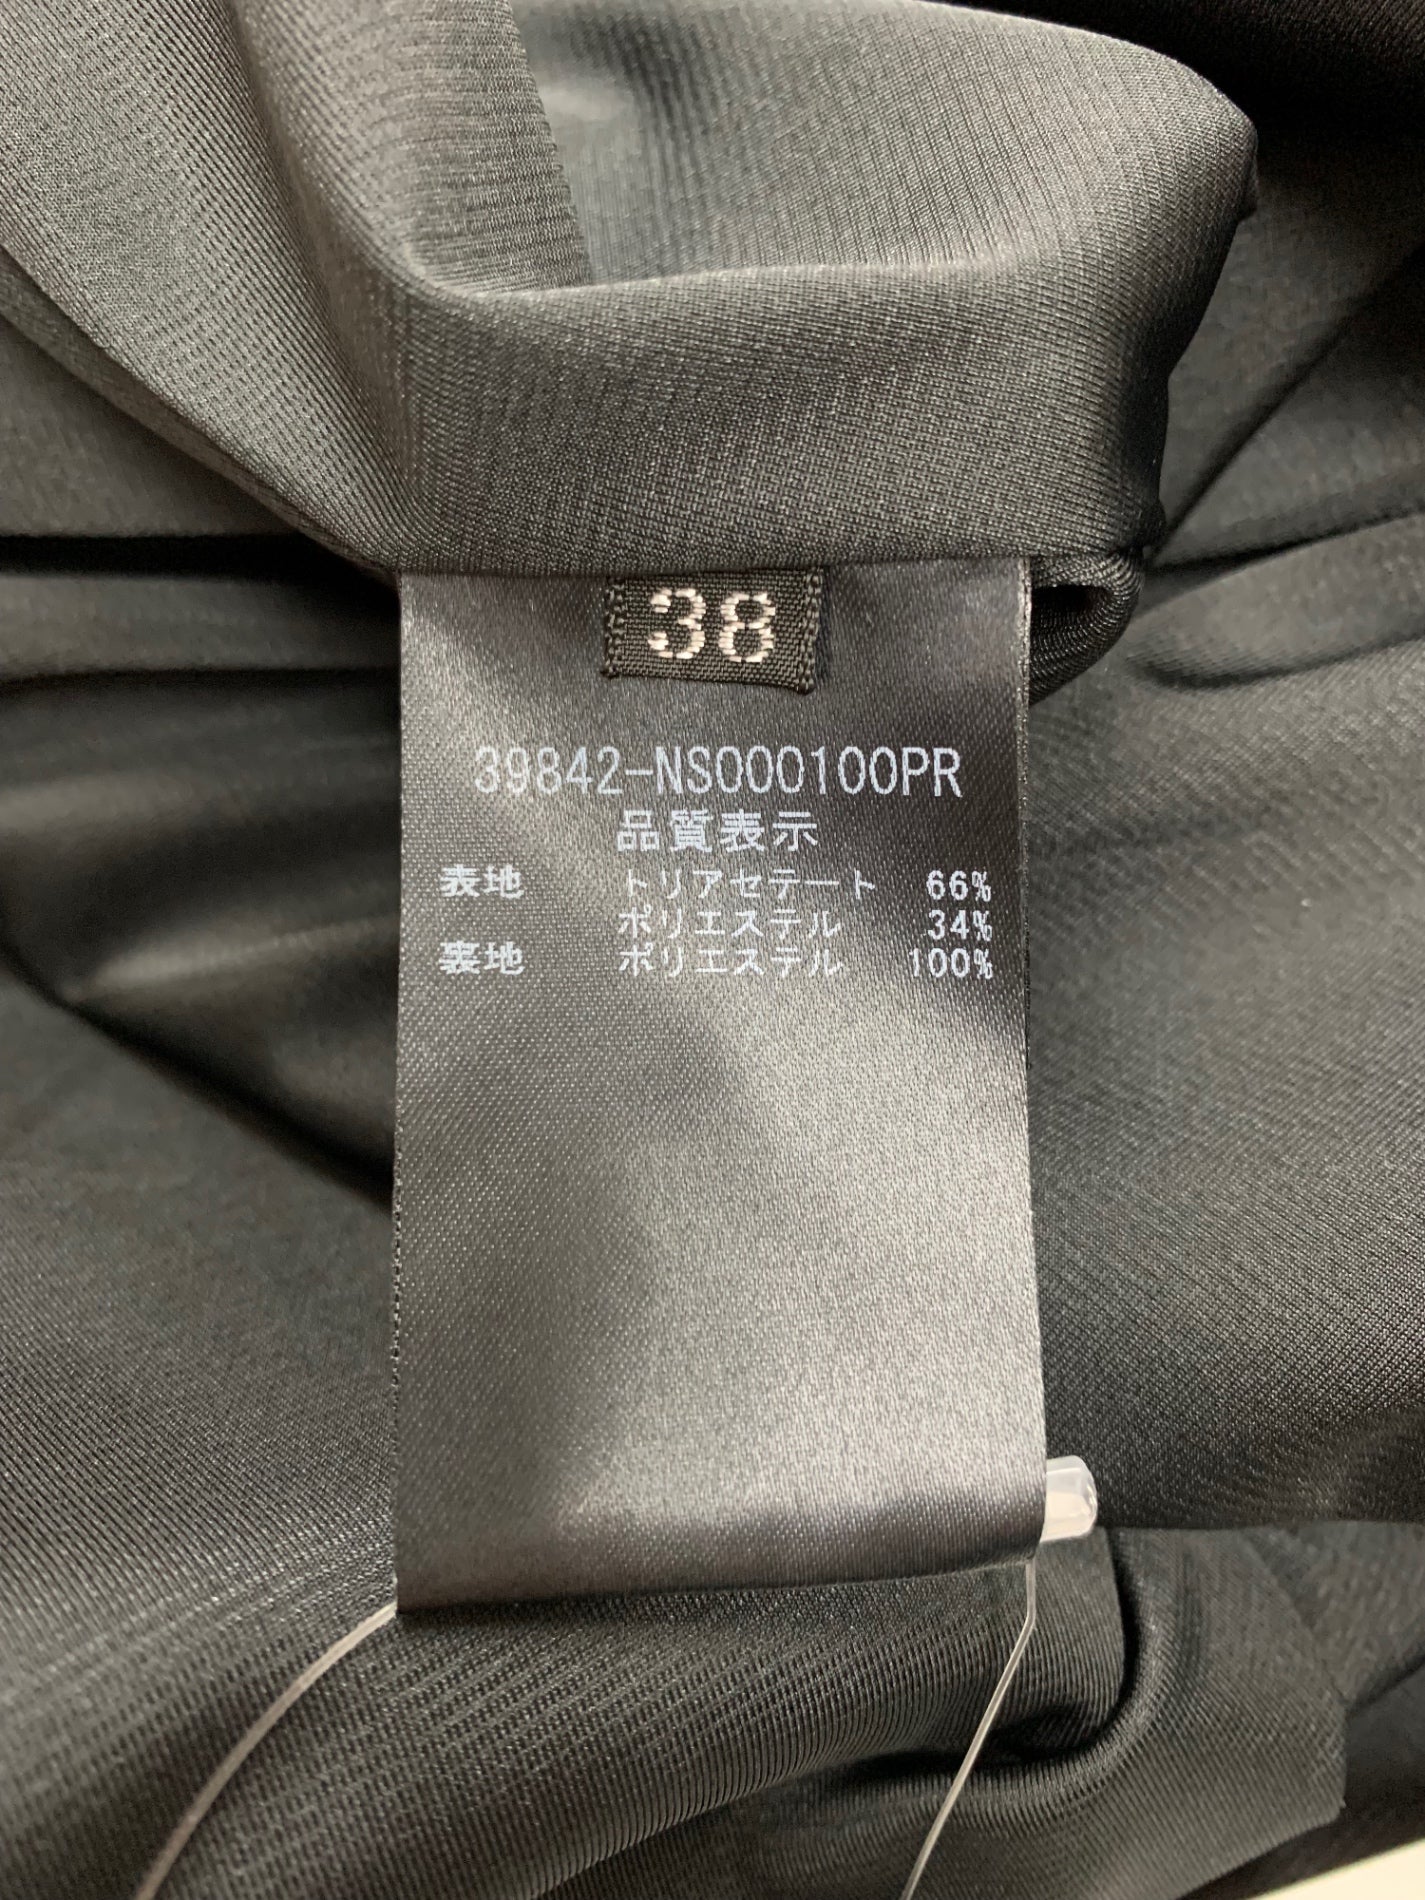 38
39842-NS000100PR
品質表示
表地 トリアセテート 66%
ポリエステル 34%
裏地 ポリエステル 100%